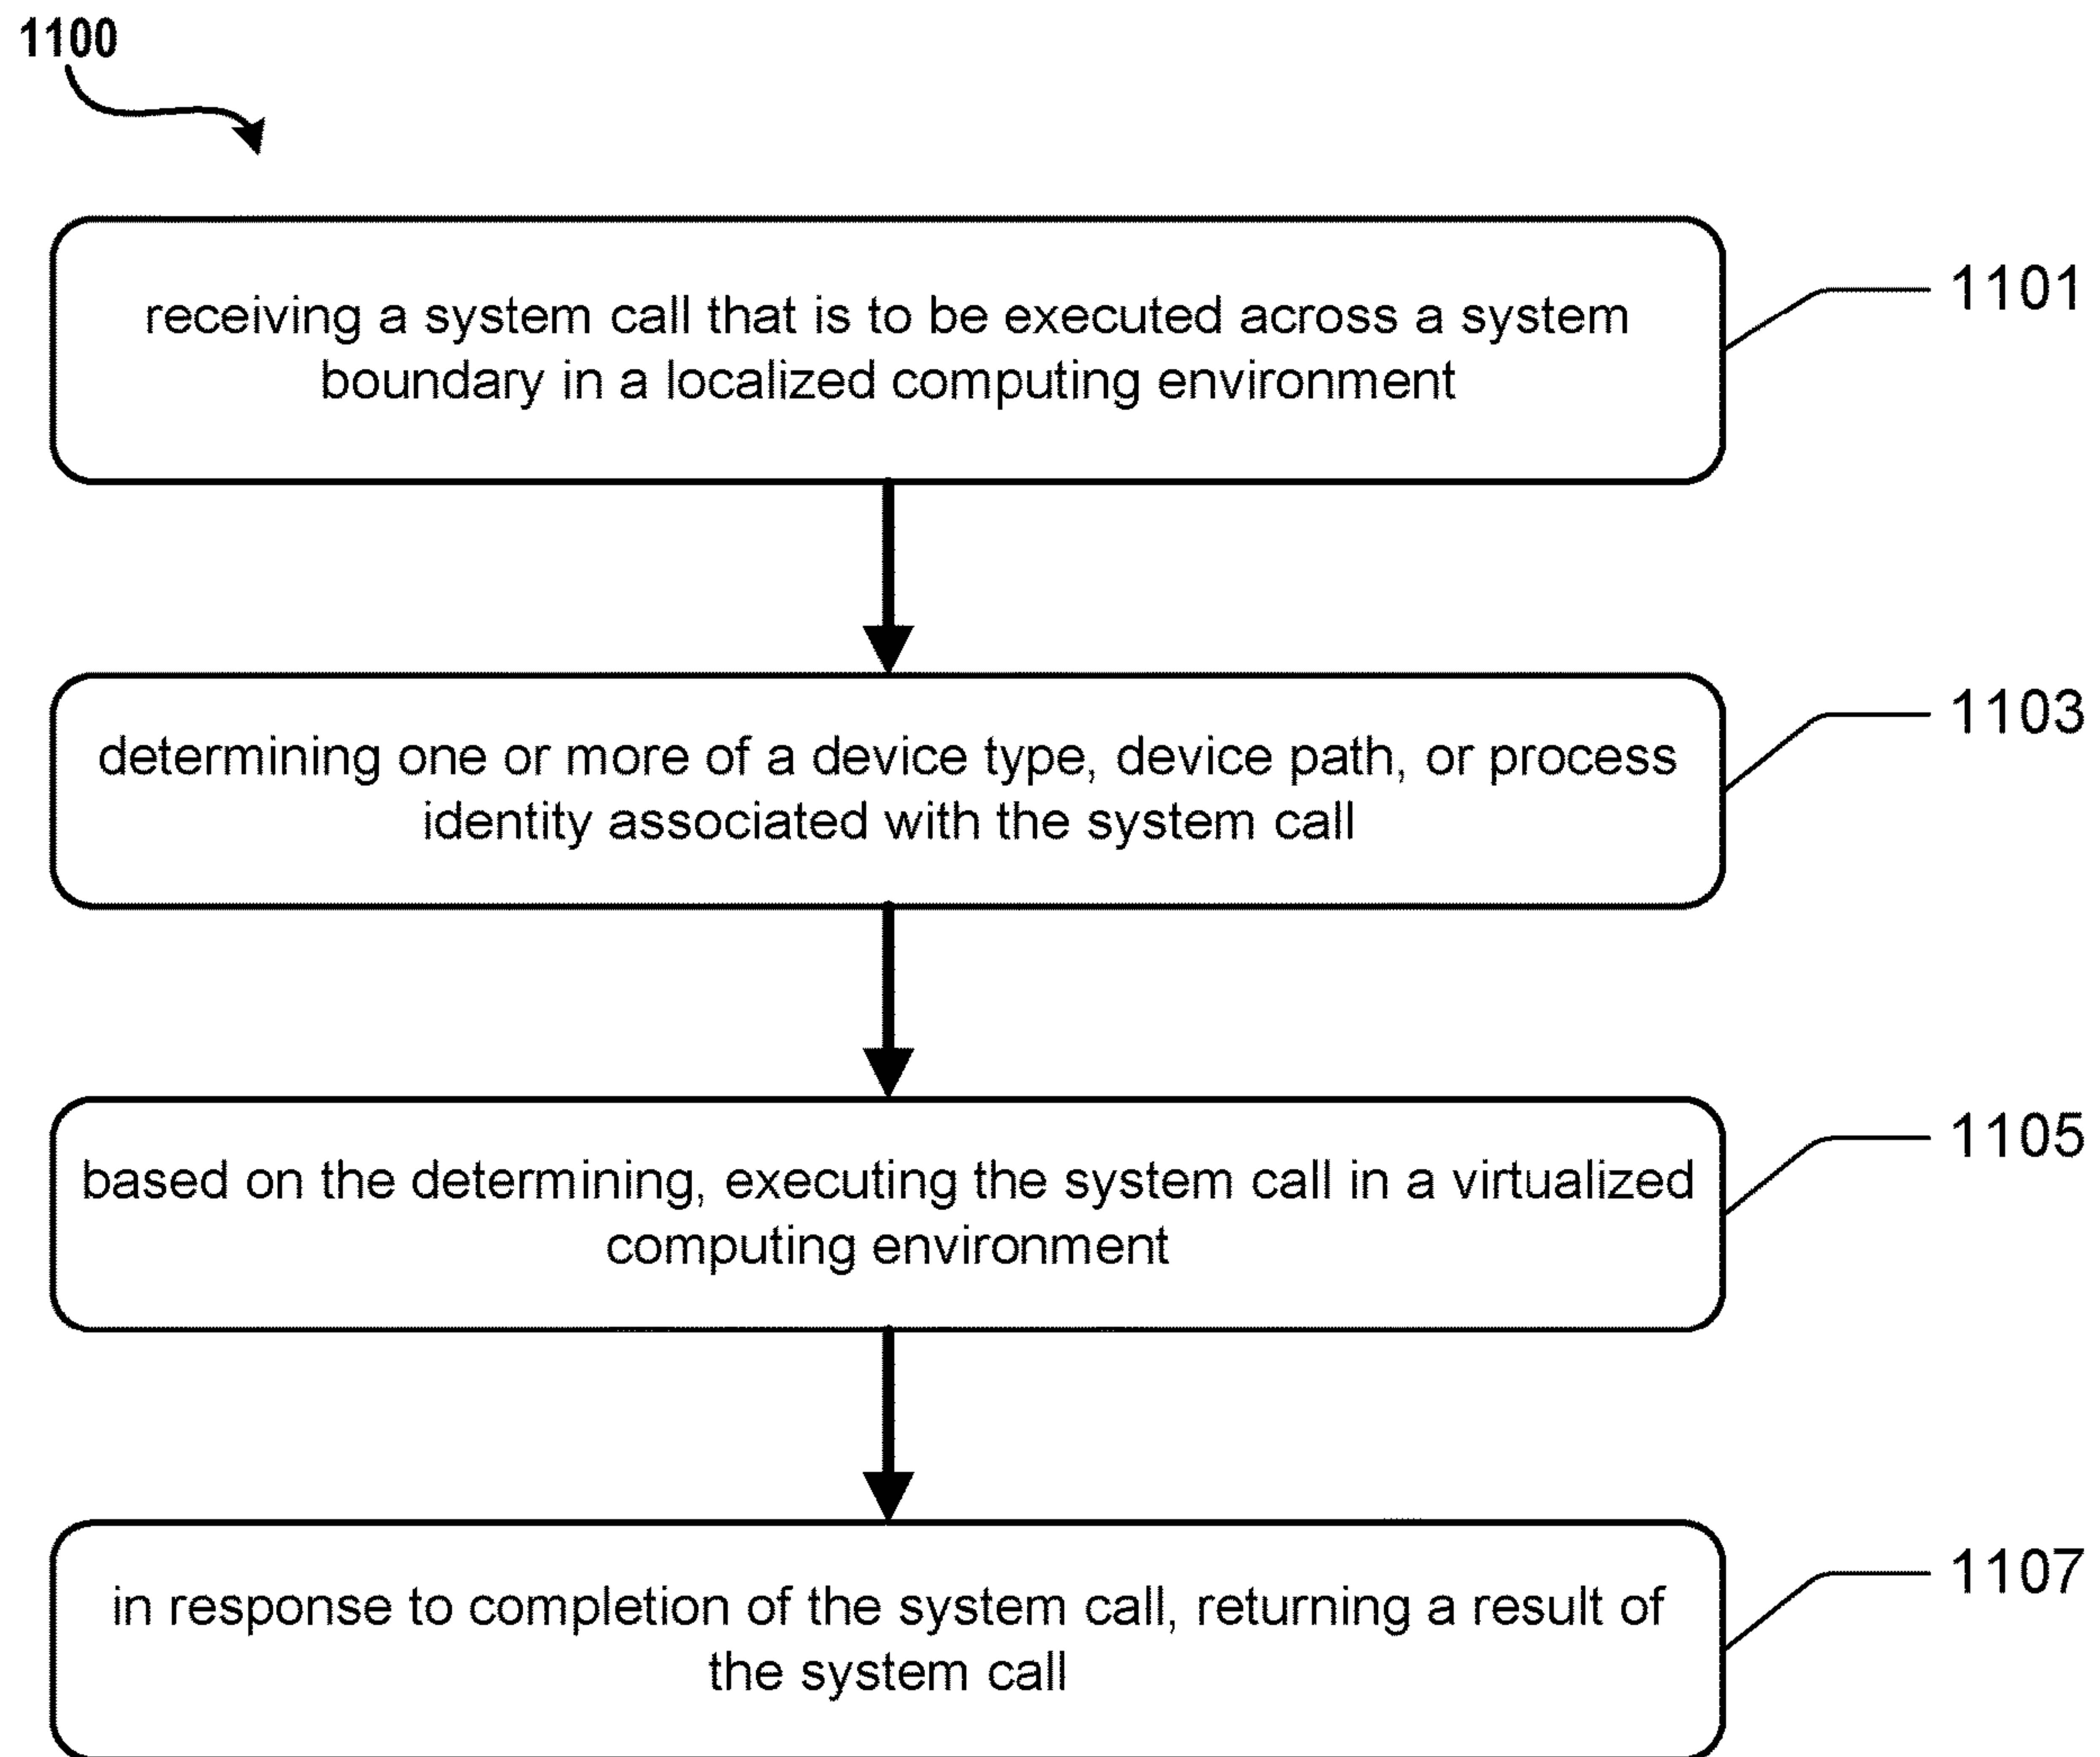 1100
receiving a system call that is to be executed across a system
boundary in a localized computing environment
1101
determining one or more of a device type, device path, or process
identity associated with the system call
1103
based on the determining, executing the system call in a virtualized
computing environment
1105
in response to completion of the system call, returning a result of
the system call
1107